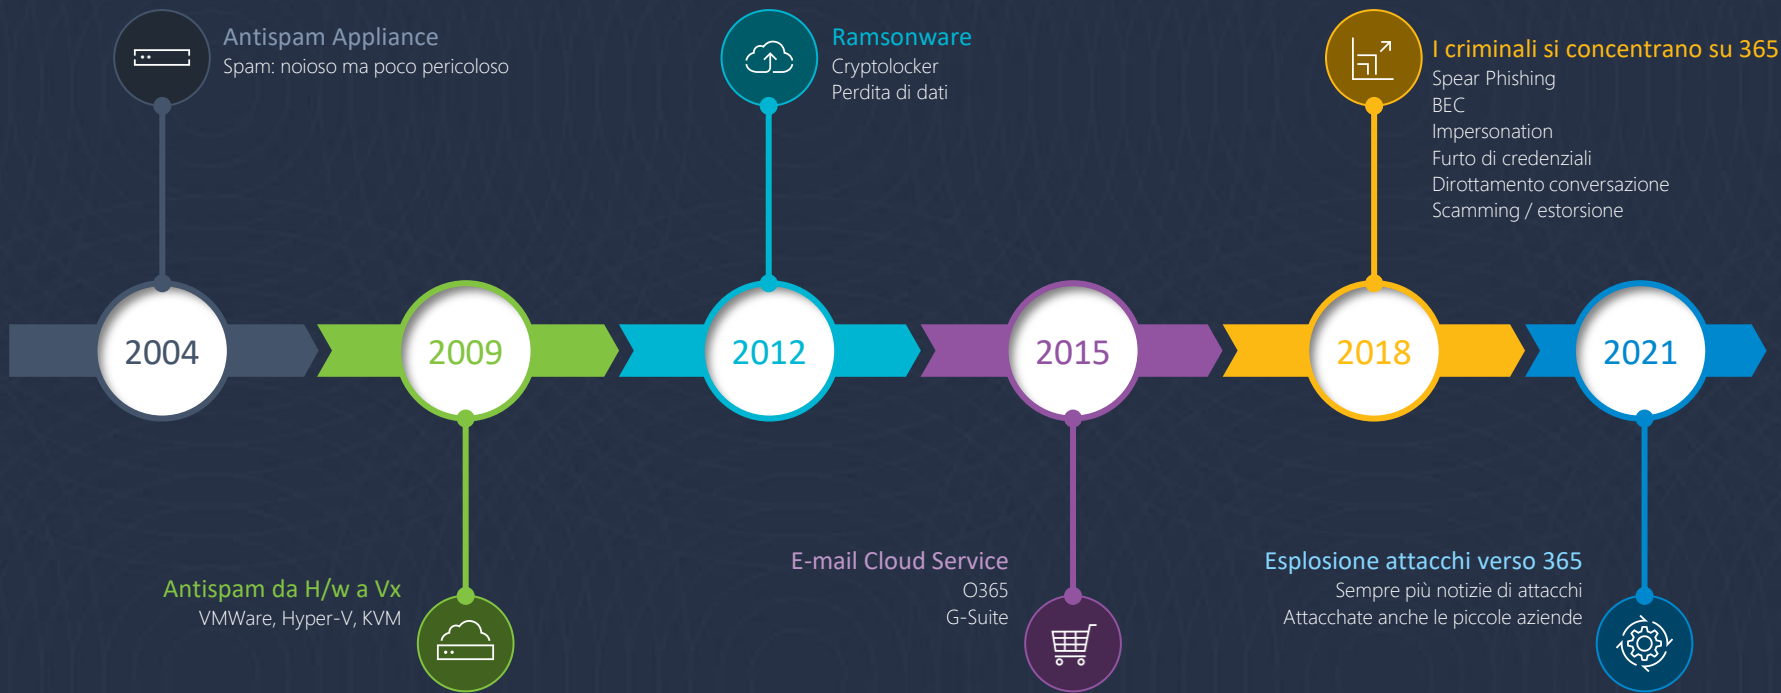 Antispam Appliance
Spam: noioso ma poco pericoloso
Ramsonware
Cryptolocker
Perdita di dati
I criminali si concentrano su 365
Spear Phishing
BEC
Impersonation
Furto di credenziali
Dirottamento conversazione
Scamming / estorsione
2004
2009
2012
2015
2018
2021
Antispam da H/w a Vx
VMWare, Hyper-V, KVM
E-mail Cloud Service
O365
G-Suite
Esplosione attacchi verso 365
Sempre più notizie di attacchi
Attacchate anche le piccole aziende